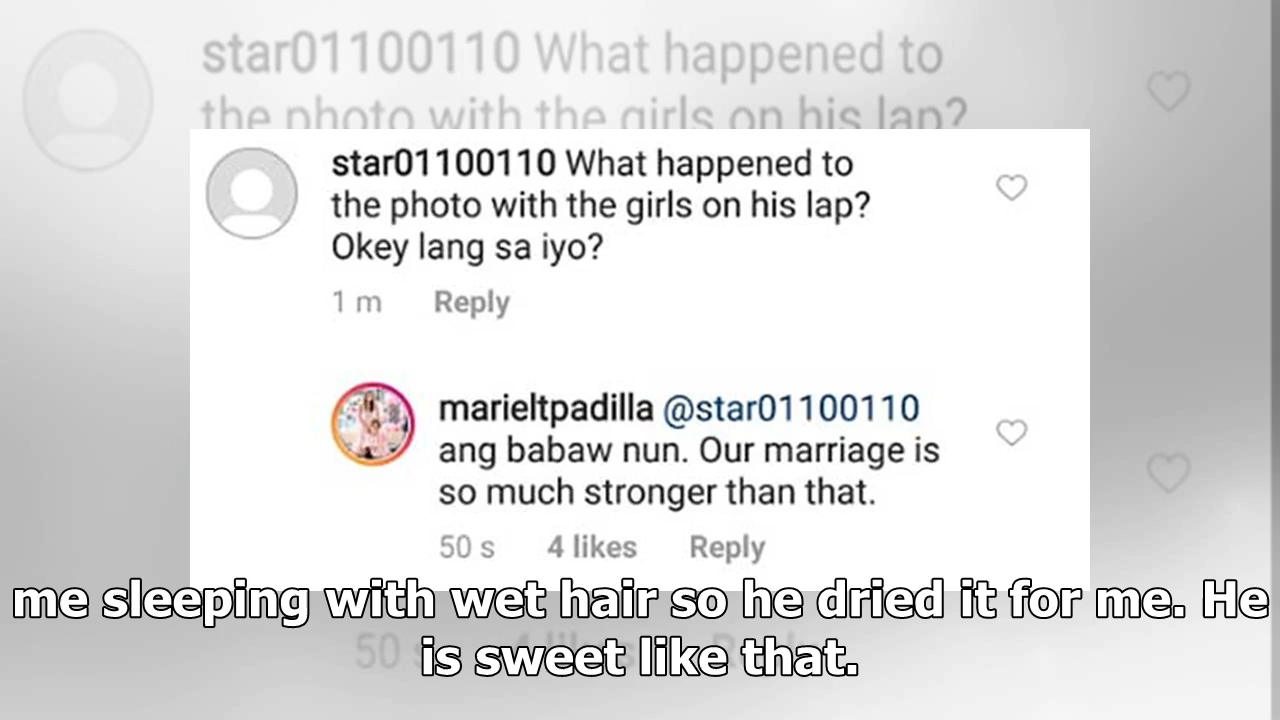 star01100110 What happened to
the photo with the girls on his lap?
star01100110 What happened to
the photo with the girls on his lap?
Okey lang sa iyo?
1 m Reply
marieltpadilla @star01100110
ang babaw nun. Our marriage is
so much stronger than that.
50 s 4 likes Reply
me sleeping with wet hair so he dried it for me. He
is sweet like that.
50